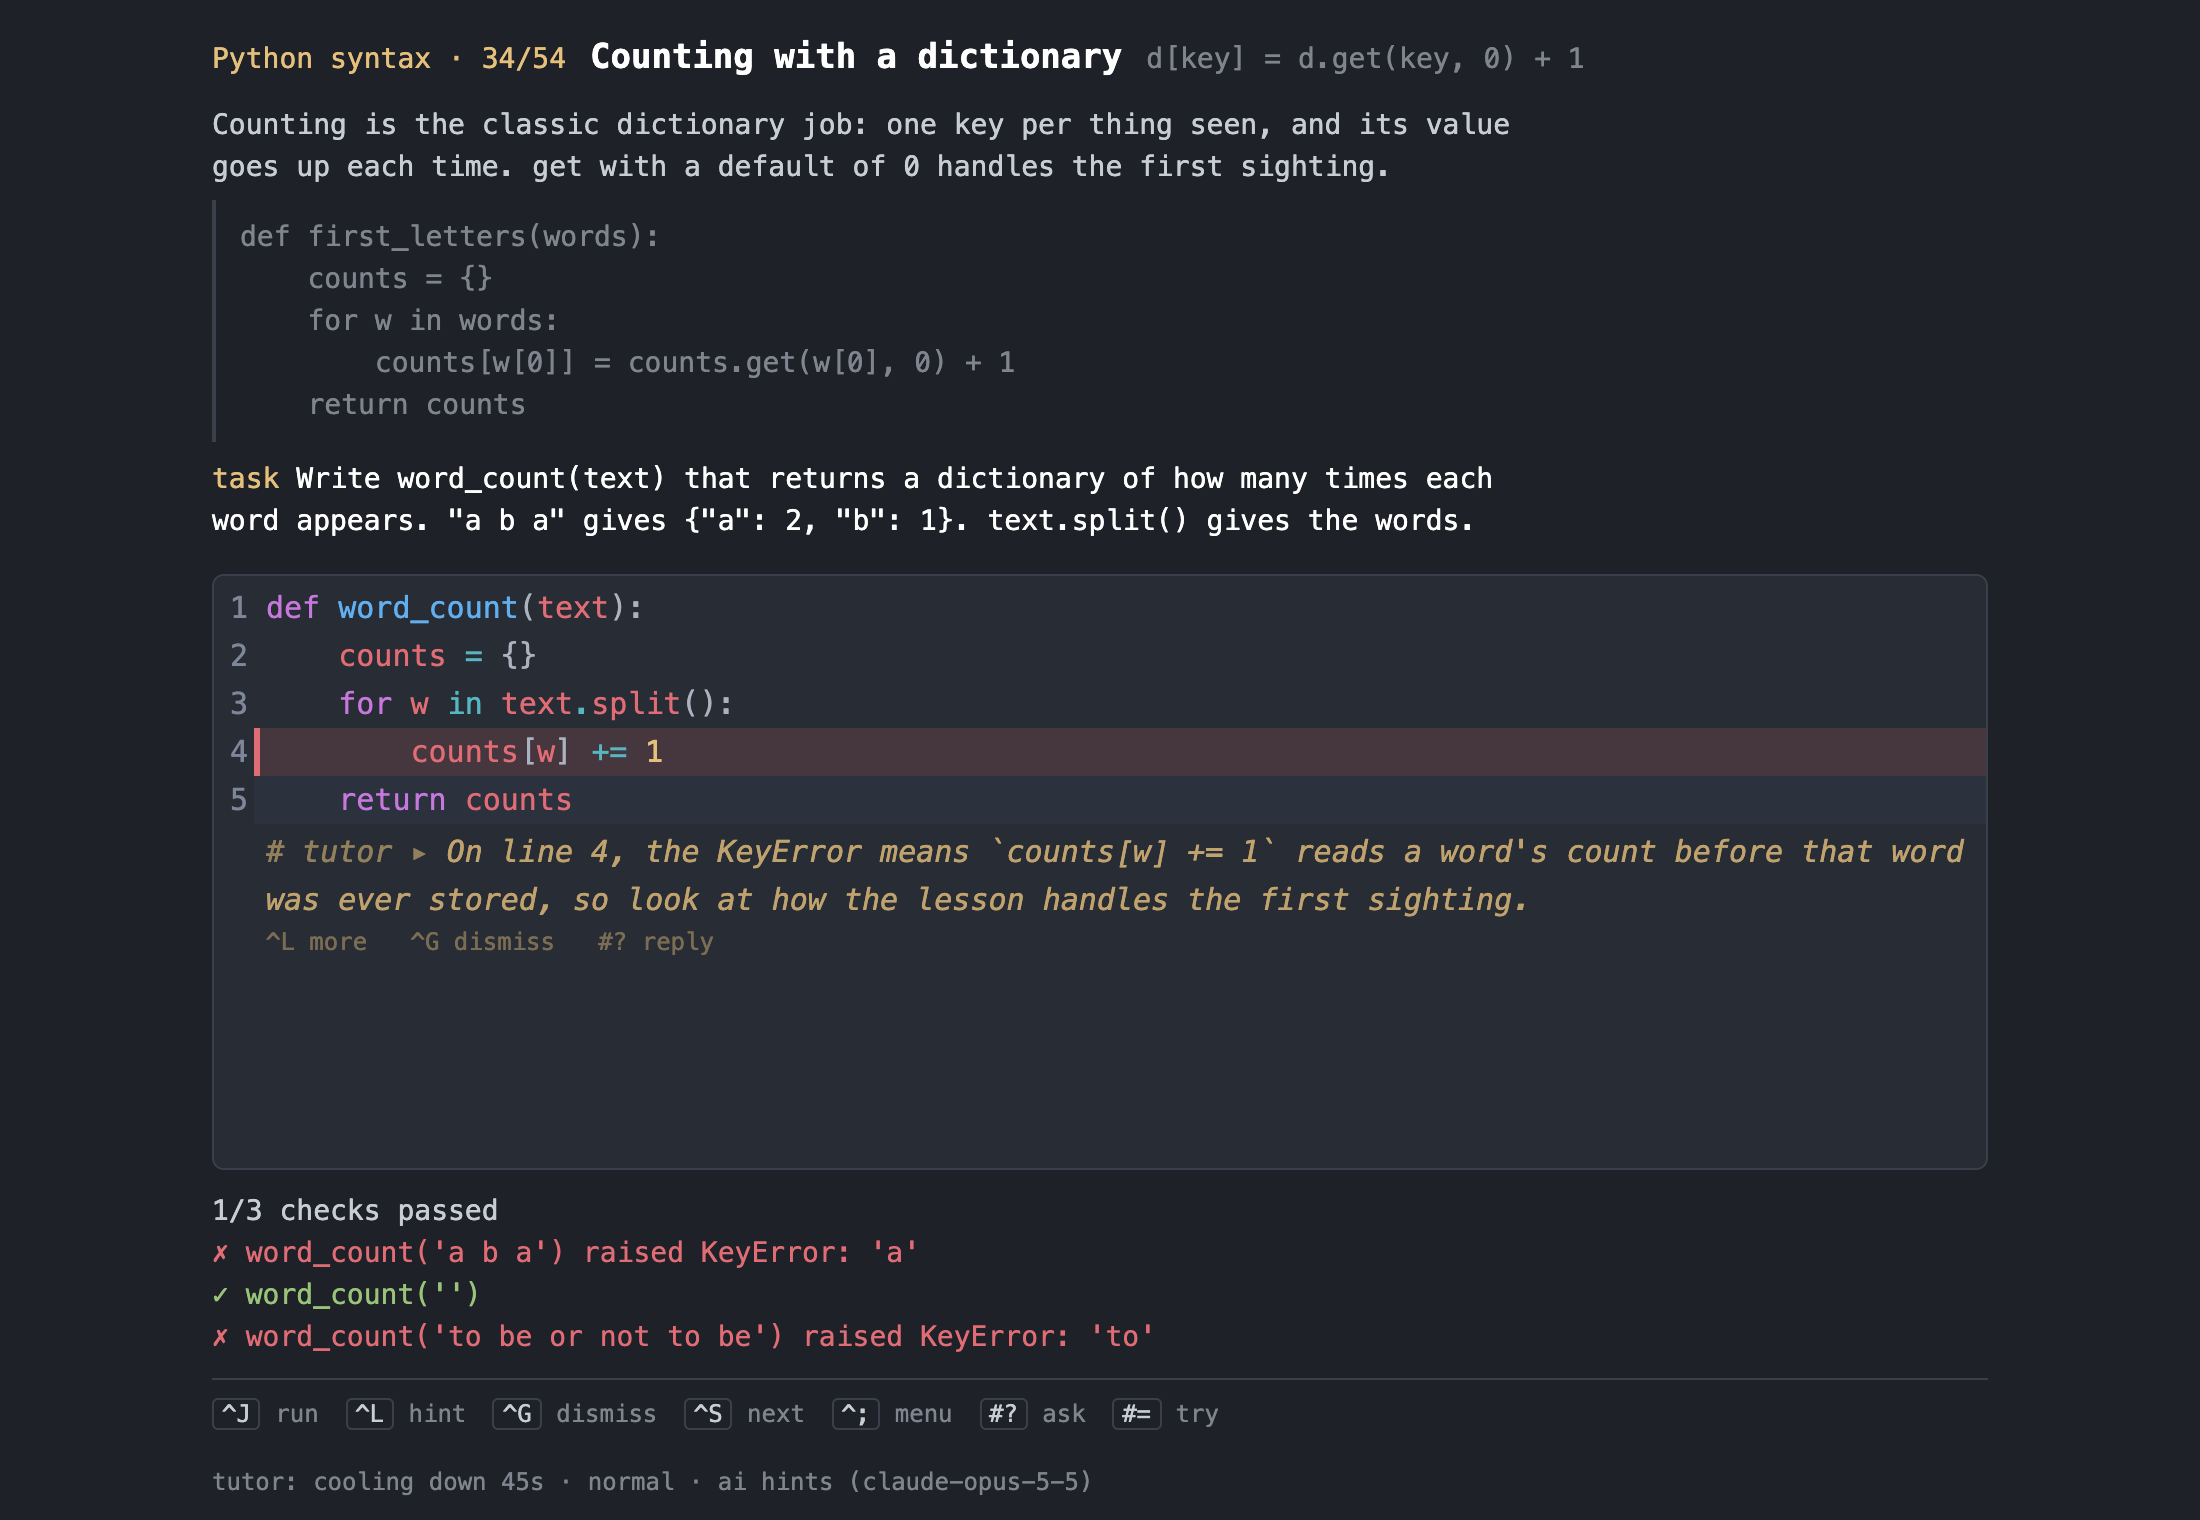 Python syntax · 34/54 Counting with a dictionary d[key] = d.get(key, 0) + 1
Counting is the classic dictionary job: one key per thing seen, and its value
goes up each time. get with a default of 0 handles the first sighting.
def first_letters(words):
    counts = {}
    for w in words:
        counts[w[0]] = counts.get(w[0], 0) + 1
    return counts
task Write word_count(text) that returns a dictionary of how many times each
word appears. "a b a" gives {"a": 2, "b": 1}. text.split() gives the words.
1 def word_count(text):
2     counts = {}
3     for w in text.split():
4         counts[w] += 1
5     return counts
# tutor ▸ On line 4, the KeyError means `counts[w] += 1` reads a word's count before that word
was ever stored, so look at how the lesson handles the first sighting.
^L more   ^G dismiss   #? reply
1/3 checks passed
✗ word_count('a b a') raised KeyError: 'a'
✓ word_count('')
✗ word_count('to be or not to be') raised KeyError: 'to'
^J run ^L hint ^G dismiss ^S next ^; menu #? ask #= try
tutor: cooling down 45s · normal · ai hints (claude-opus-5-5)